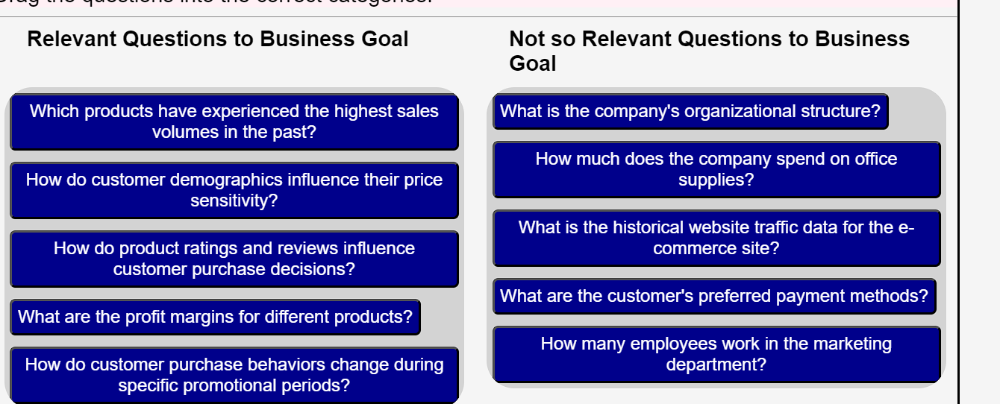 Drag the questions into the correct categories.
Relevant Questions to Business Goal
Which products have experienced the highest sales
volumes in the past?
How do customer demographics influence their price
sensitivity?
How do product ratings and reviews influence
customer purchase decisions?
What are the profit margins for different products?
How do customer purchase behaviors change during
specific promotional periods?
Not so Relevant Questions to Business
Goal
What is the company's organizational structure?
How much does the company spend on office
supplies?
What is the historical website traffic data for the e-
commerce site?
What are the customer's preferred payment methods?
How many employees work in the marketing
department?